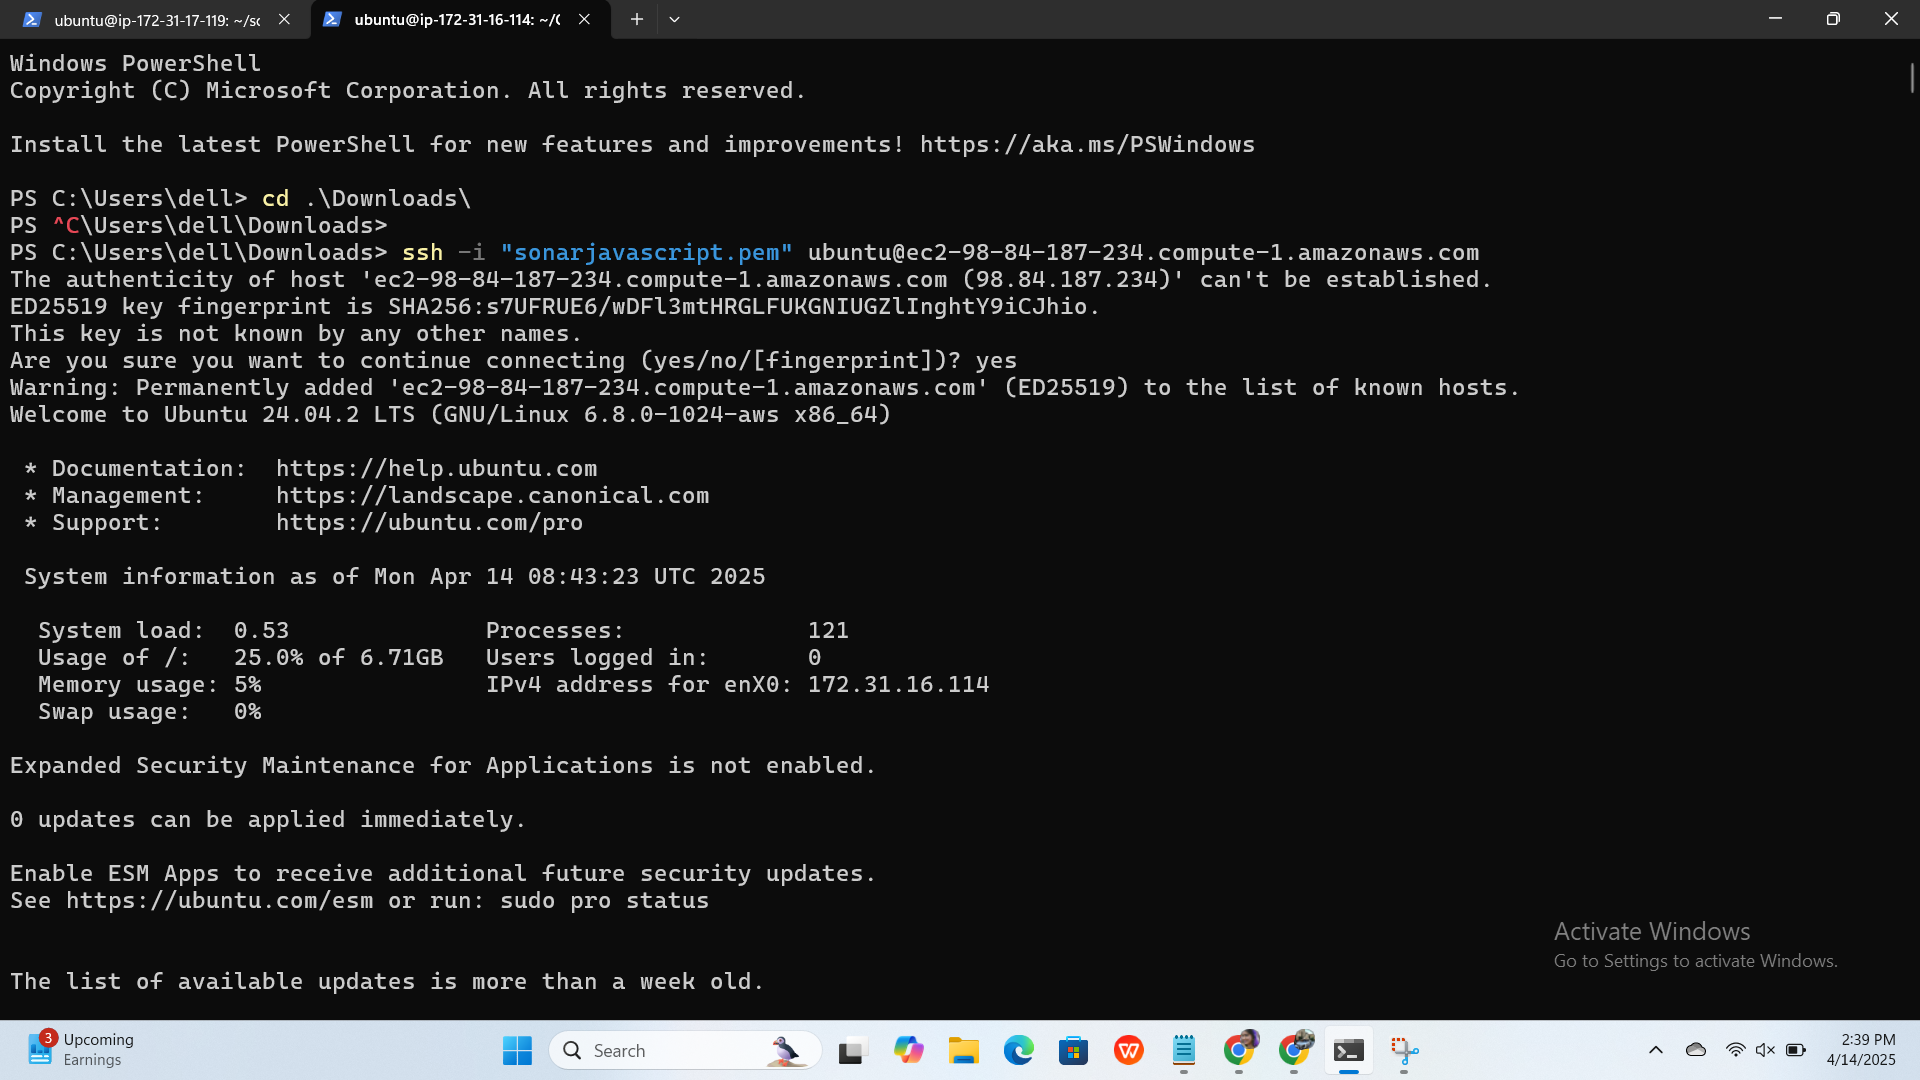 ubuntu@ip-172-31-17-119: ~/sc
ubuntu@ip-172-31-16-114: ~/
Windows PowerShell
Copyright (C) Microsoft Corporation. All rights reserved.
Install the latest PowerShell for new features and improvements! https://aka.ms/PSWindows
PS C:\Users\dell> cd .\Downloads\
PS ^C\Users\dell\Downloads>
PS C:\Users\dell\Downloads> ssh -i "sonarjavascript.pem" ubuntu@ec2-98-84-187-234.compute-1.amazonaws.com
The authenticity of host 'ec2-98-84-187-234.compute-1.amazonaws.com (98.84.187.234)' can't be established.
ED25519 key fingerprint is SHA256:s7UFRUE6/wDFl3mtHRGLFUKGNIUGZlInghtY9iCJhio.
This key is not known by any other names.
Are you sure you want to continue connecting (yes/no/[fingerprint])? yes
Warning: Permanently added 'ec2-98-84-187-234.compute-1.amazonaws.com' (ED25519) to the list of known hosts.
Welcome to Ubuntu 24.04.2 LTS (GNU/Linux 6.8.0-1024-aws x86_64)
* Documentation:  https://help.ubuntu.com
* Management:     https://landscape.canonical.com
* Support:        https://ubuntu.com/pro
System information as of Mon Apr 14 08:43:23 UTC 2025
System load:  0.53              Processes:             121
Usage of /:   25.0% of 6.71GB   Users logged in:       0
Memory usage: 5%                IPv4 address for enX0: 172.31.16.114
Swap usage:   0%
Expanded Security Maintenance for Applications is not enabled.
0 updates can be applied immediately.
Enable ESM Apps to receive additional future security updates.
See https://ubuntu.com/esm or run: sudo pro status
The list of available updates is more than a week old.
Activate Windows
Go to Settings to activate Windows.
3
Upcoming
Earnings
Search
2:39 PM
4/14/2025